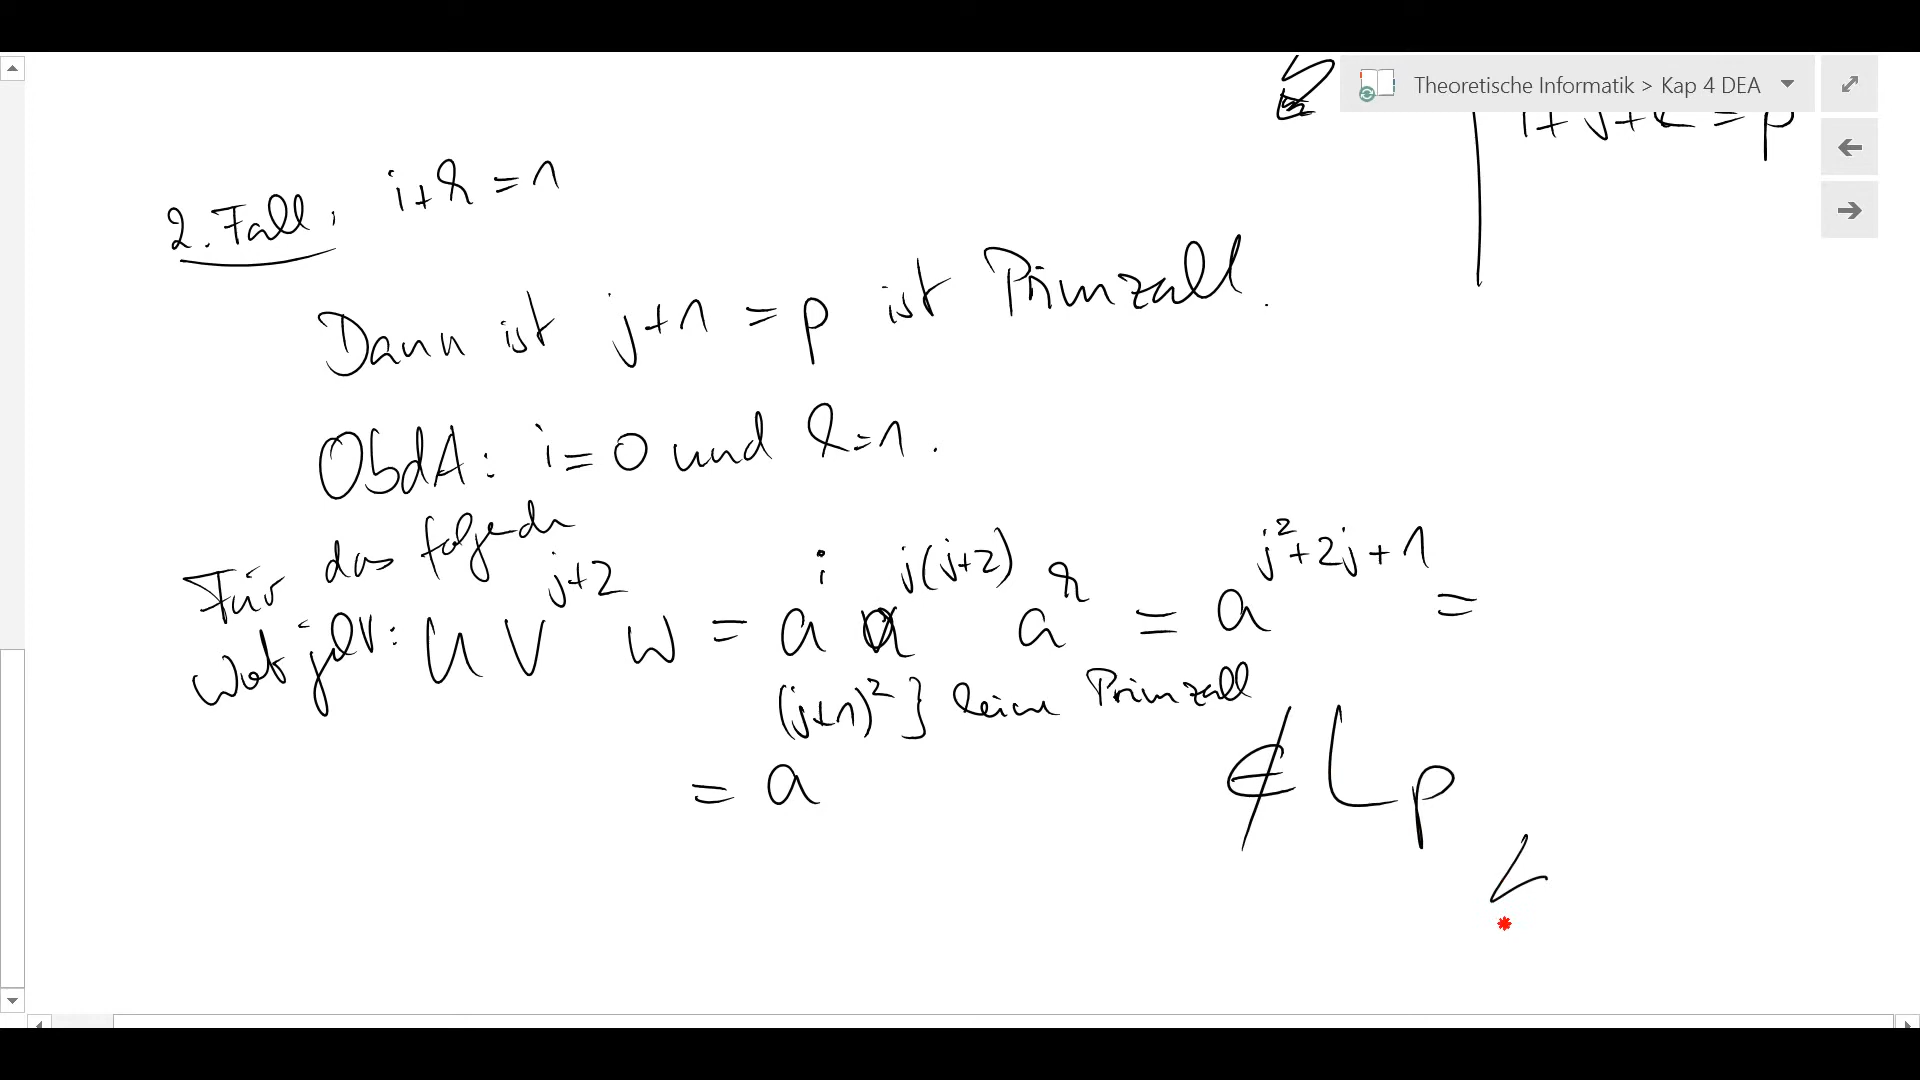 Theoretische Informatik > Kap 4 DEA
i+j+k = p
2. Fall: i+k = 1
Dann ist j+1 = p ist Primzahl.
ObdA: i=0 und k=1.
Für das folgende
Wort gilt: u v^{j+2} w = a^i a^{j(j+2)} a^k = a^{j^2+2j+1} =
= a^{(j+1)^2} } keine Primzahl
∉ L_p